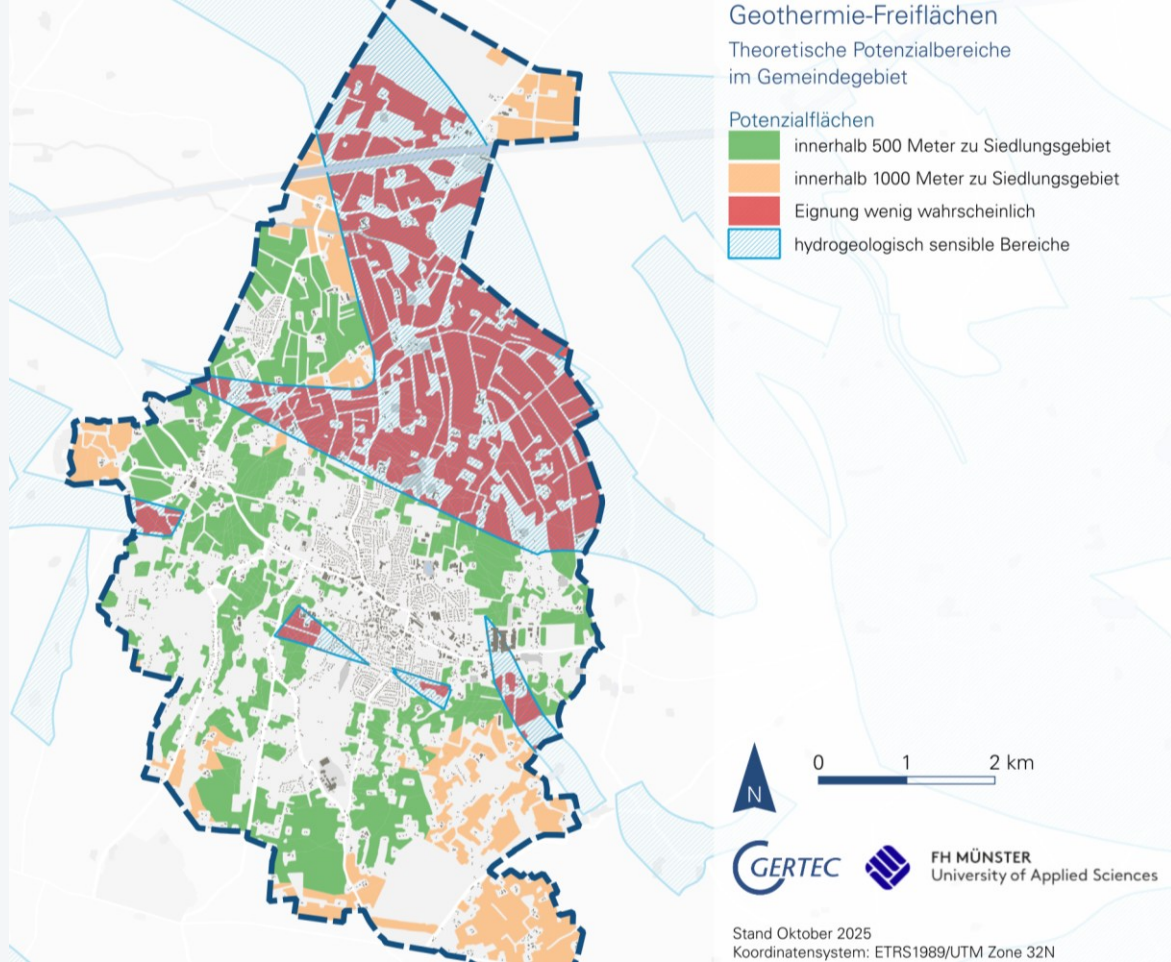 Geothermie-Freiflächen
Theoretische Potenzialbereiche
im Gemeindegebiet
Potenzialflächen
innerhalb 500 Meter zu Siedlungsgebiet
innerhalb 1000 Meter zu Siedlungsgebiet
Eignung wenig wahrscheinlich
hydrogeologisch sensible Bereiche
N
0 1 2 km
GERTEC
FH MÜNSTER
University of Applied Sciences
Stand Oktober 2025
Koordinatensystem: ETRS1989/UTM Zone 32N